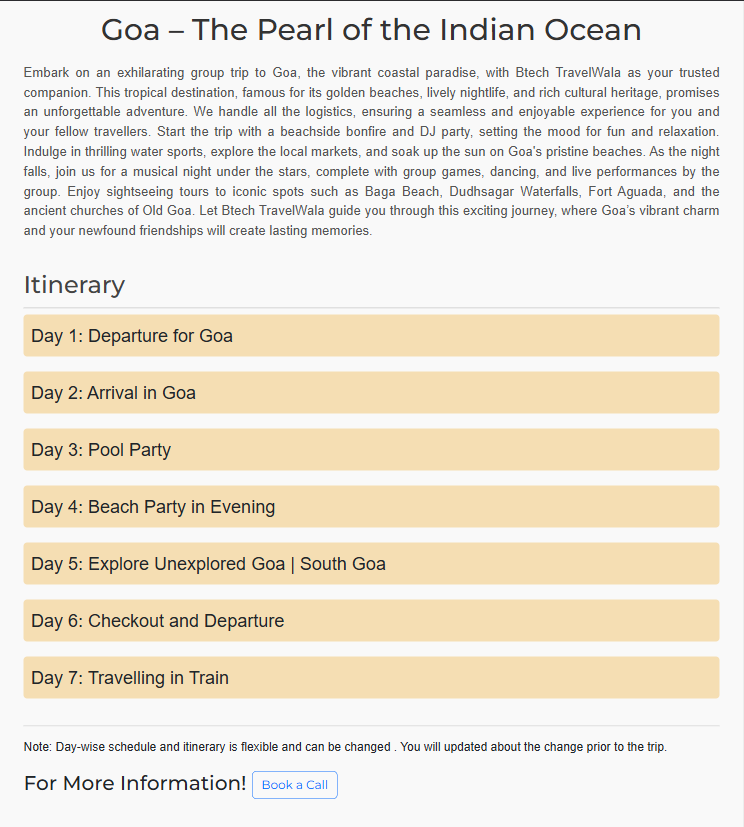 Goa – The Pearl of the Indian Ocean
Embark on an exhilarating group trip to Goa, the vibrant coastal paradise, with Btech TravelWala as your trusted
companion. This tropical destination, famous for its golden beaches, lively nightlife, and rich cultural heritage, promises
an unforgettable adventure. We handle all the logistics, ensuring a seamless and enjoyable experience for you and
your fellow travellers. Start the trip with a beachside bonfire and DJ party, setting the mood for fun and relaxation.
Indulge in thrilling water sports, explore the local markets, and soak up the sun on Goa’s pristine beaches. As the night
falls, join us for a musical night under the stars, complete with group games, dancing, and live performances by the
group. Enjoy sightseeing tours to iconic spots such as Baga Beach, Dudhsagar Waterfalls, Fort Aguada, and the
ancient churches of Old Goa. Let Btech TravelWala guide you through this exciting journey, where Goa’s vibrant charm
and your newfound friendships will create lasting memories.
Itinerary
Day 1: Departure for Goa
Day 2: Arrival in Goa
Day 3: Pool Party
Day 4: Beach Party in Evening
Day 5: Explore Unexplored Goa | South Goa
Day 6: Checkout and Departure
Day 7: Travelling in Train
Note: Day-wise schedule and itinerary is flexible and can be changed . You will updated about the change prior to the trip.
For More Information! Book a Call